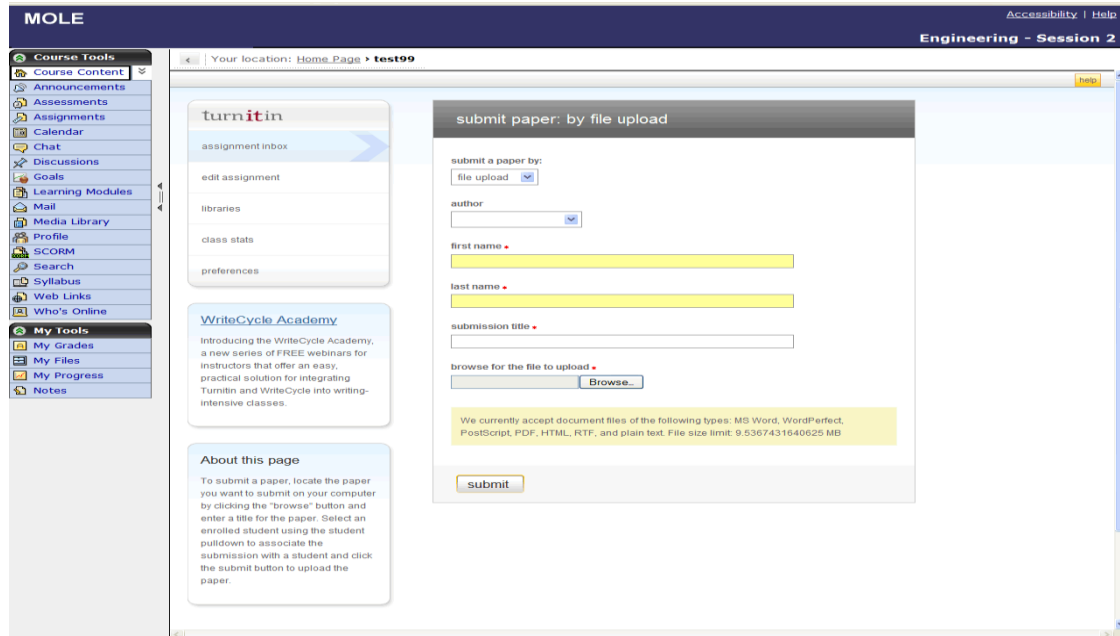 MOLE
Accessibility | Help
Engineering - Session 2
Course Tools
Course Content
Announcements
Assessments
Assignments
Calendar
Chat
Discussions
Goals
Learning Modules
Mail
Media Library
Profile
SCORM
Search
Syllabus
Web Links
Who's Online
My Tools
My Grades
My Files
My Progress
Notes
Your location: Home Page › test99
help
turnitin
assignment inbox
edit assignment
libraries
class stats
preferences
WriteCycle Academy
Introducing the WriteCycle Academy,
a new series of FREE webinars for
instructors that offer an easy,
practical solution for integrating
Turnitin and WriteCycle into writing-
intensive classes.
About this page
To submit a paper, locate the paper
you want to submit on your computer
by clicking the "browse" button and
enter a title for the paper. Select an
enrolled student using the student
pulldown to associate the
submission with a student and click
the submit button to upload the
paper.
submit paper: by file upload
submit a paper by:
file upload
author
first name
last name
submission title
browse for the file to upload
Browse...
We currently accept document files of the following types: MS Word, WordPerfect,
PostScript, PDF, HTML, RTF, and plain text. File size limit: 9.5367431640625 MB
submit